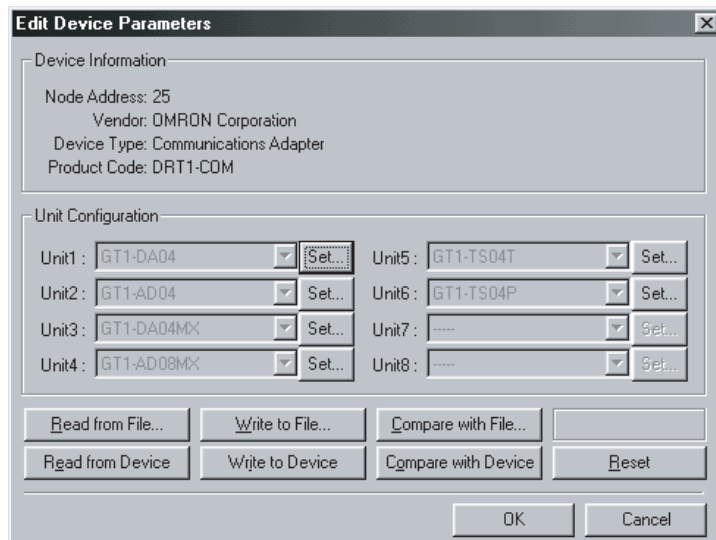 Edit Device Parameters
Device Information
Node Address: 25
Vendor: OMRON Corporation
Device Type: Communications Adapter
Product Code: DRT1-COM
Unit Configuration
Unit1 : GT1-DA04 Set... Unit5 : GT1-TS04T Set...
Unit2 : GT1-AD04 Set... Unit6 : GT1-TS04P Set...
Unit3 : GT1-DA04MX Set... Unit7 : ----- Set...
Unit4 : GT1-AD08MX Set... Unit8 : ----- Set...
Read from File... Write to File... Compare with File...
Read from Device Write to Device Compare with Device Reset
OK Cancel